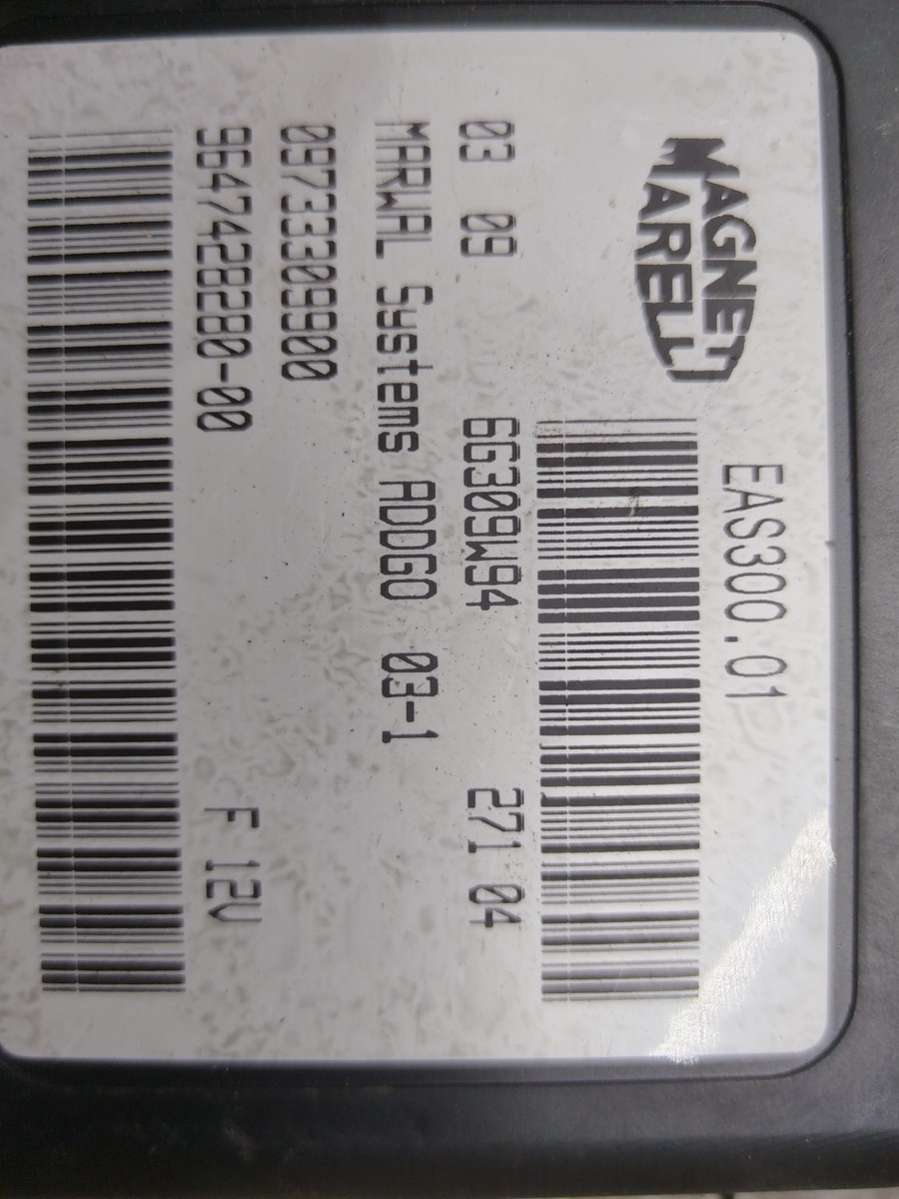 MAGNETI
MARELLI
EAS300.01
03 09 6G309W94 271 04
MARWAL Systems ADDGO 03-1
09733309900
9647428280-00 F 12V